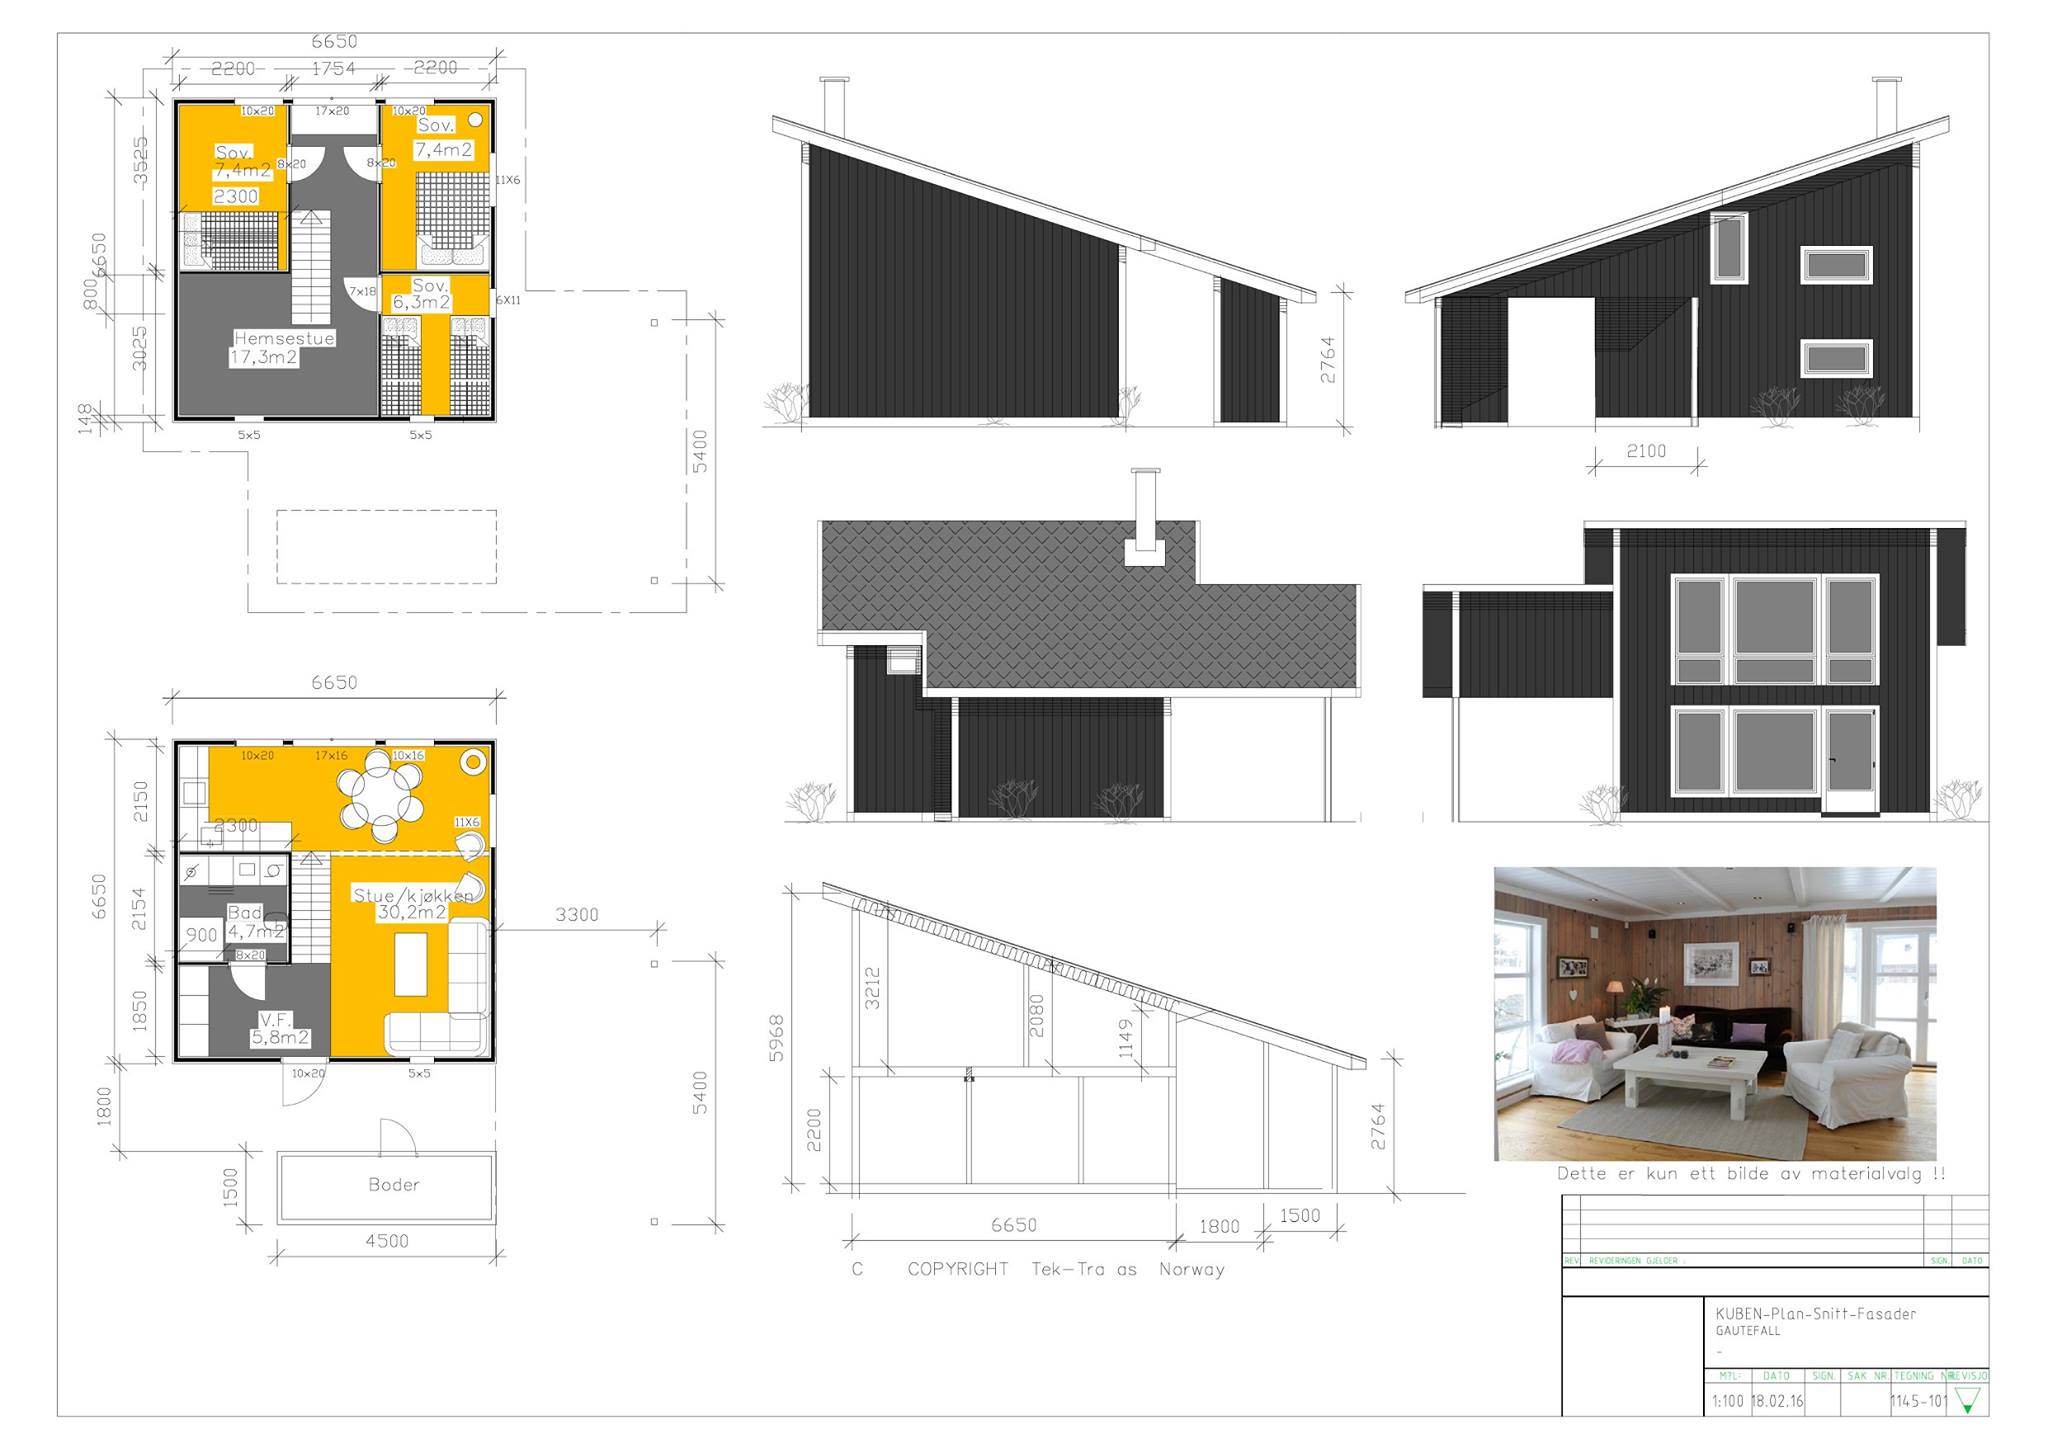 6650
2200
1754
2200
10x20
17x20
10x20
Sov.
7,4m2
Sov.
7,4m2
8x20
8x20
2300
11X6
3525
6650
800
7x18
Sov.
6,3m2
6X11
Hemsestue
17,3m2
3025
148
5x5
5x5
5400
2764
2100
6650
10x20
17x16
10x16
2150
2300
11X6
6650
2154
Stue/kjøkken
30,2m2
Bad
4,7m2
900
8x20
3300
1850
V.F.
5,8m2
10x20
5x5
1800
5400
1500
Boder
4500
5968
3212
2080
1149
2200
2764
6650
1800
1500
C COPYRIGHT Tek-Tra as Norway
Dette er kun ett bilde av materialvalg !!
REV REVIDERINGEN GJELDER : SIGN. DATO
KUBEN-Plan-Snitt-Fasader
GAUTEFALL
-
M?L: DATO SIGN. SAK NR. TEGNING NR. REVISJO
1:100 18.02.16 1145-101